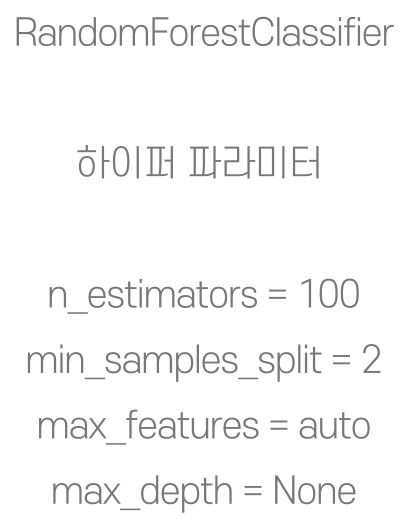 RandomForestClassifier
하이퍼 파라미터
n_estimators = 100
min_samples_split = 2
max_features = auto
max_depth = None